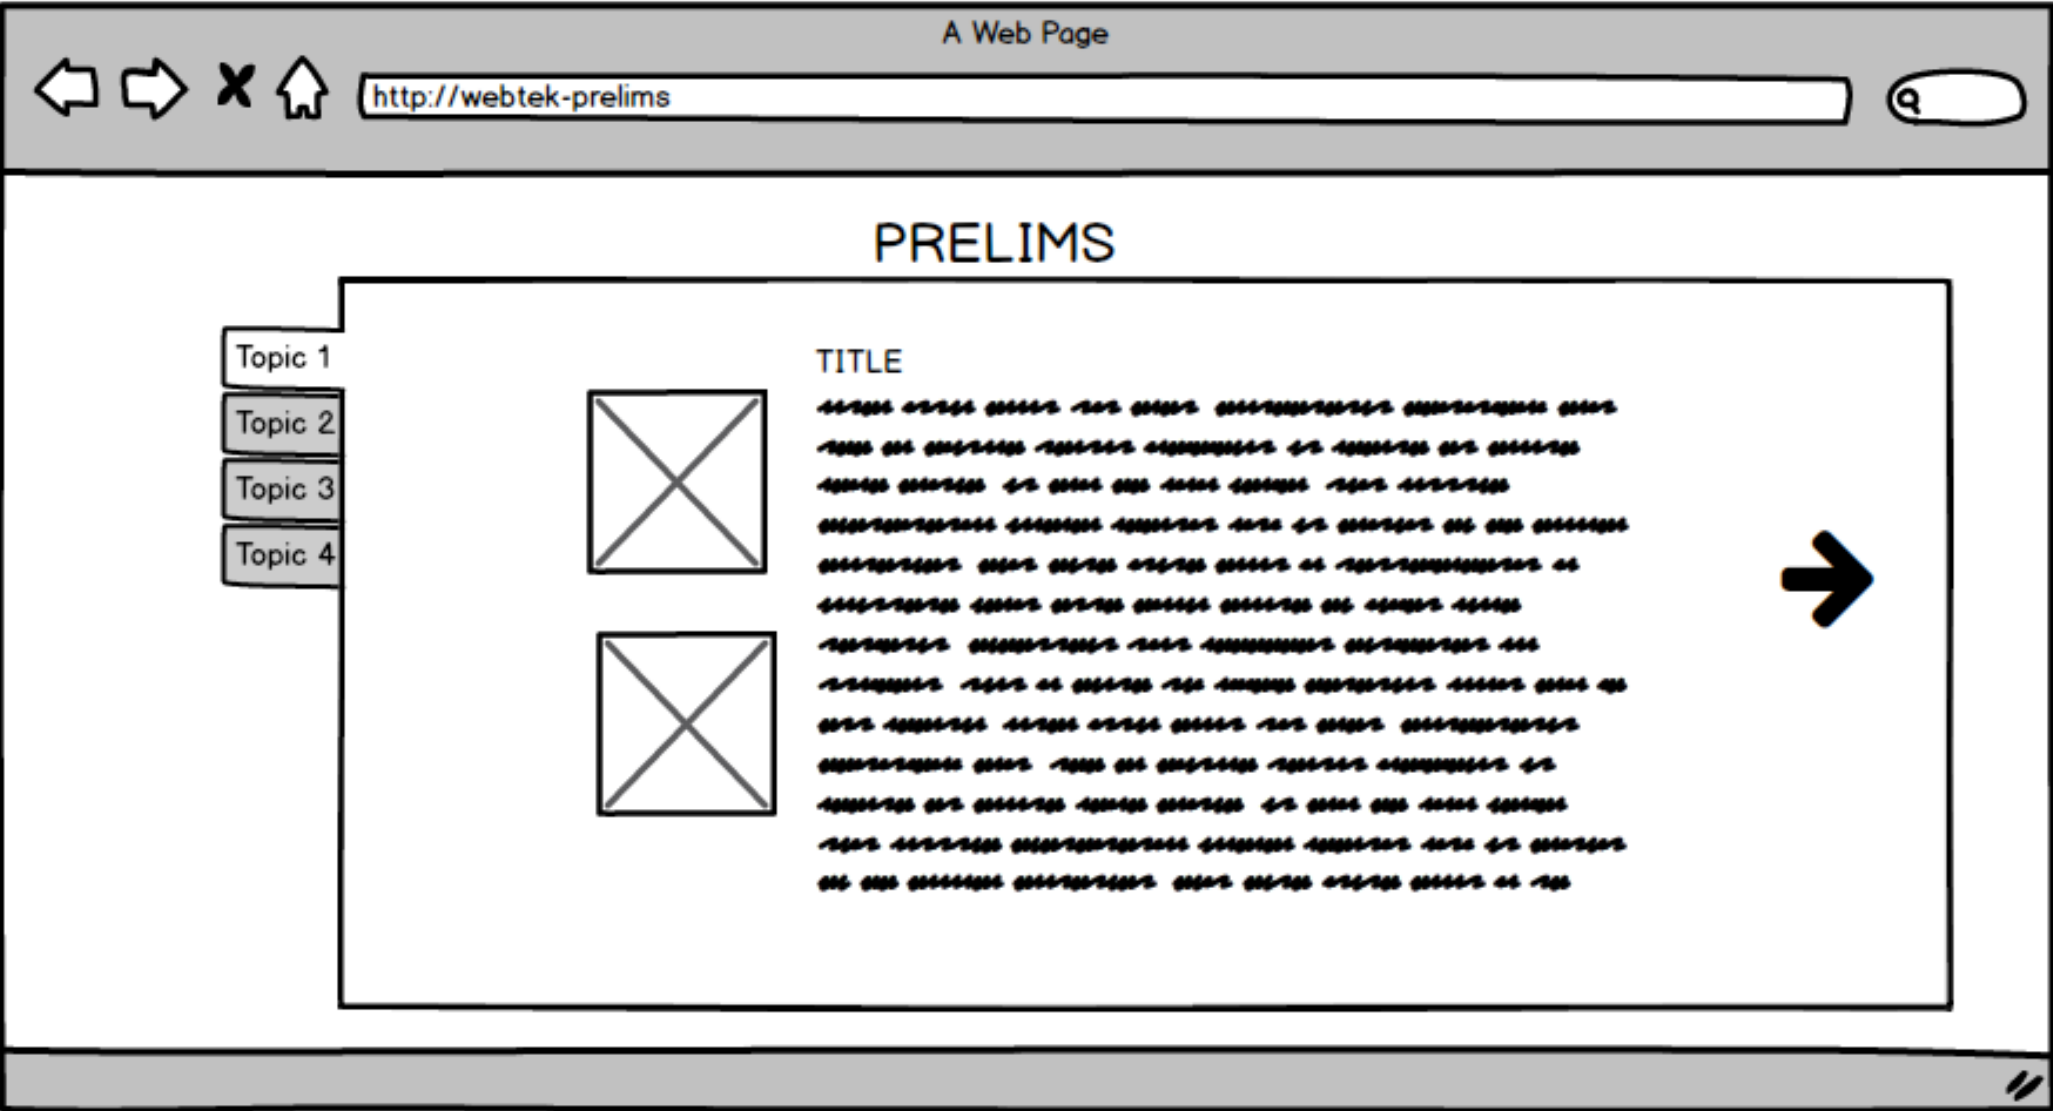 A Web Page
http://webtek-prelims
PRELIMS
Topic 1
Topic 2
Topic 3
Topic 4
TITLE